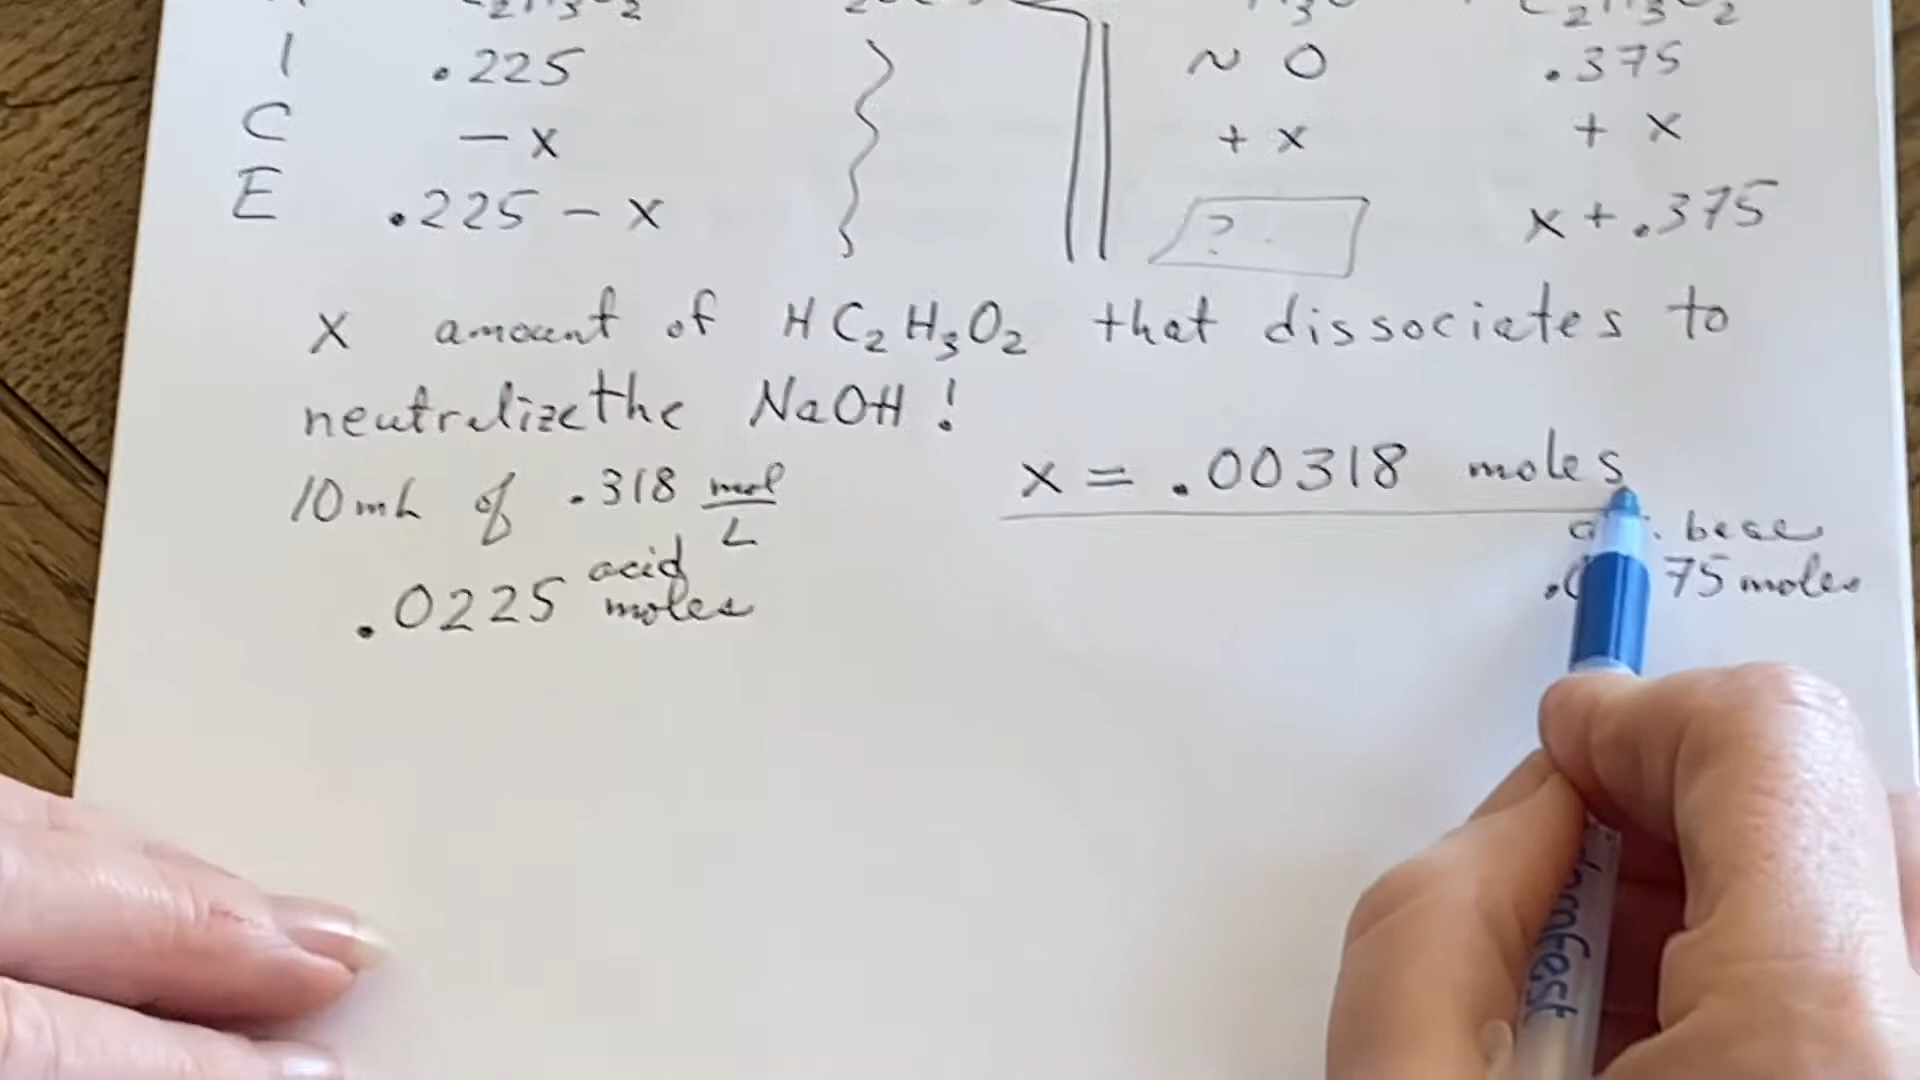 I .225 ~ 0 .375
C - x + x + x
E .225 - x ? x + .375
X amount of HC₂H₃O₂ that dissociates to
neutralize the NaOH!
10 mL of .318 mol/L
x = .00318 moles
acid
.0225 moles
base
75 moles